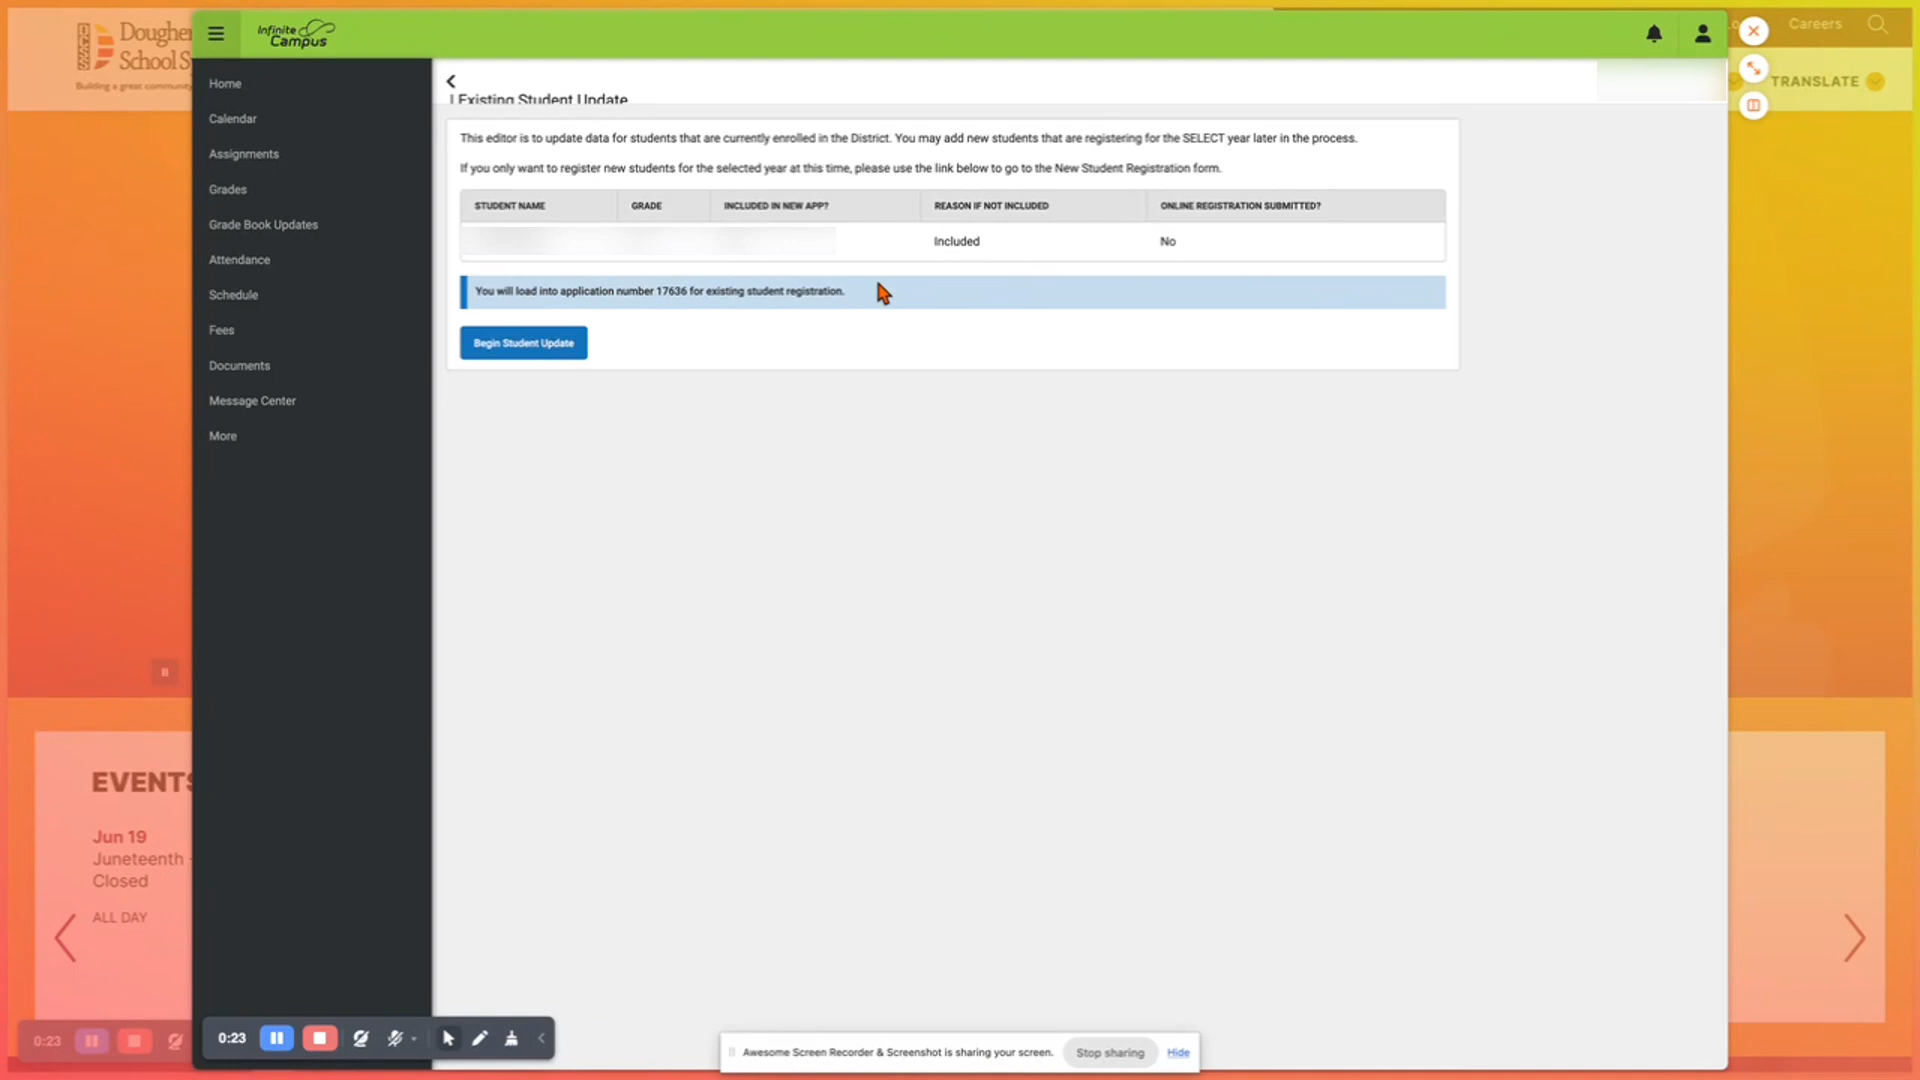 Dougher
School Sy
Building a great community
Infinite
Campus
Careers
TRANSLATE
Home
Calendar
Assignments
Grades
Grade Book Updates
Attendance
Schedule
Fees
Documents
Message Center
More
Existing Student Update
This editor is to update data for students that are currently enrolled in the District. You may add new students that are registering for the SELECT year later in the process.
If you only want to register new students for the selected year at this time, please use the link below to go to the New Student Registration form.
STUDENT NAME GRADE INCLUDED IN NEW APP? REASON IF NOT INCLUDED ONLINE REGISTRATION SUBMITTED?
Included No
You will load into application number 17636 for existing student registration.
Begin Student Update
EVENTS
Jun 19
Juneteenth -
Closed
ALL DAY
0:23
0:23
Awesome Screen Recorder & Screenshot is sharing your screen. Stop sharing Hide